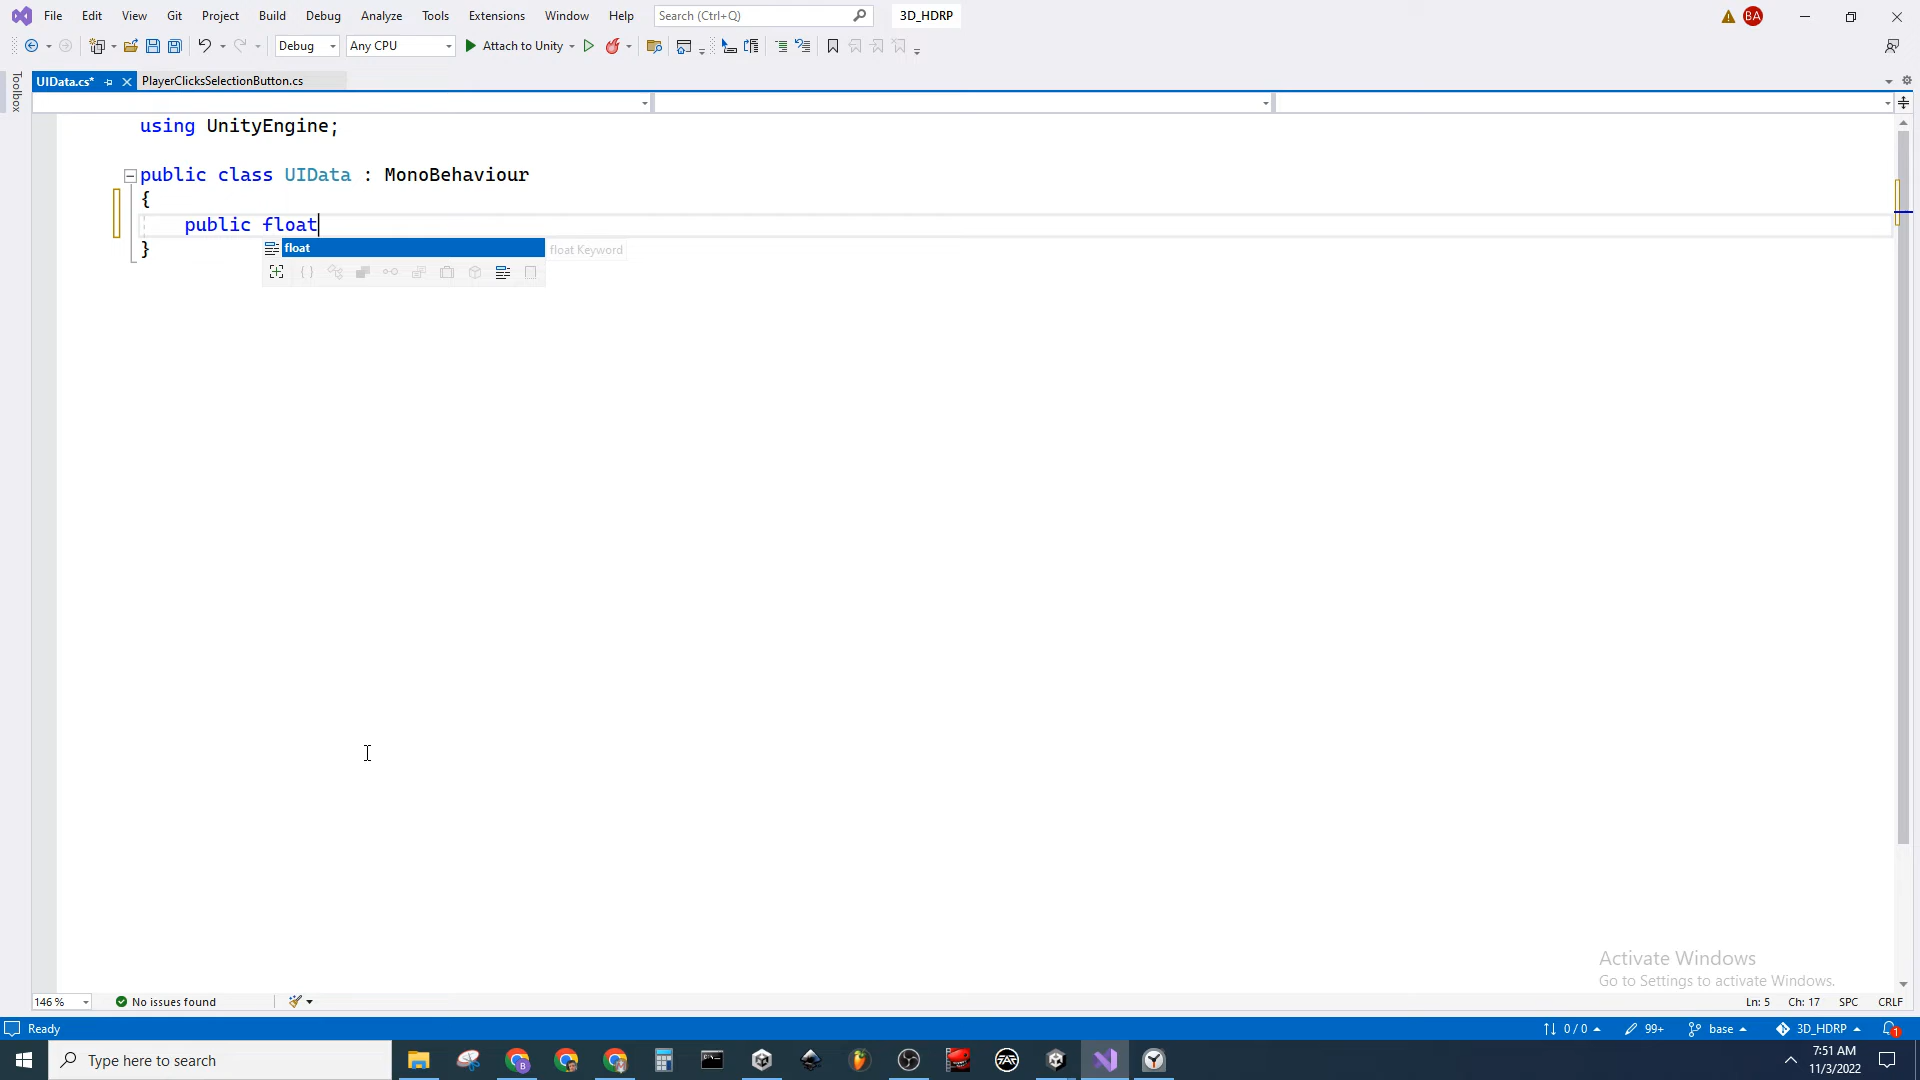 File Edit View Git Project Build Debug Analyze Tools Extensions Window Help Search (Ctrl+Q) 3D_HDRP BA
Debug Any CPU Attach to Unity
UIData.cs* PlayerClicksSelectionButton.cs
Toolbox
using UnityEngine;
public class UIData : MonoBehaviour
{
public float
}
float float Keyword
Activate Windows
Go to Settings to activate Windows.
146 % No issues found Ln: 5 Ch: 17 SPC CRLF
Ready 0 / 0 99+ base 3D_HDRP 1
Type here to search 7:51 AM
11/3/2022